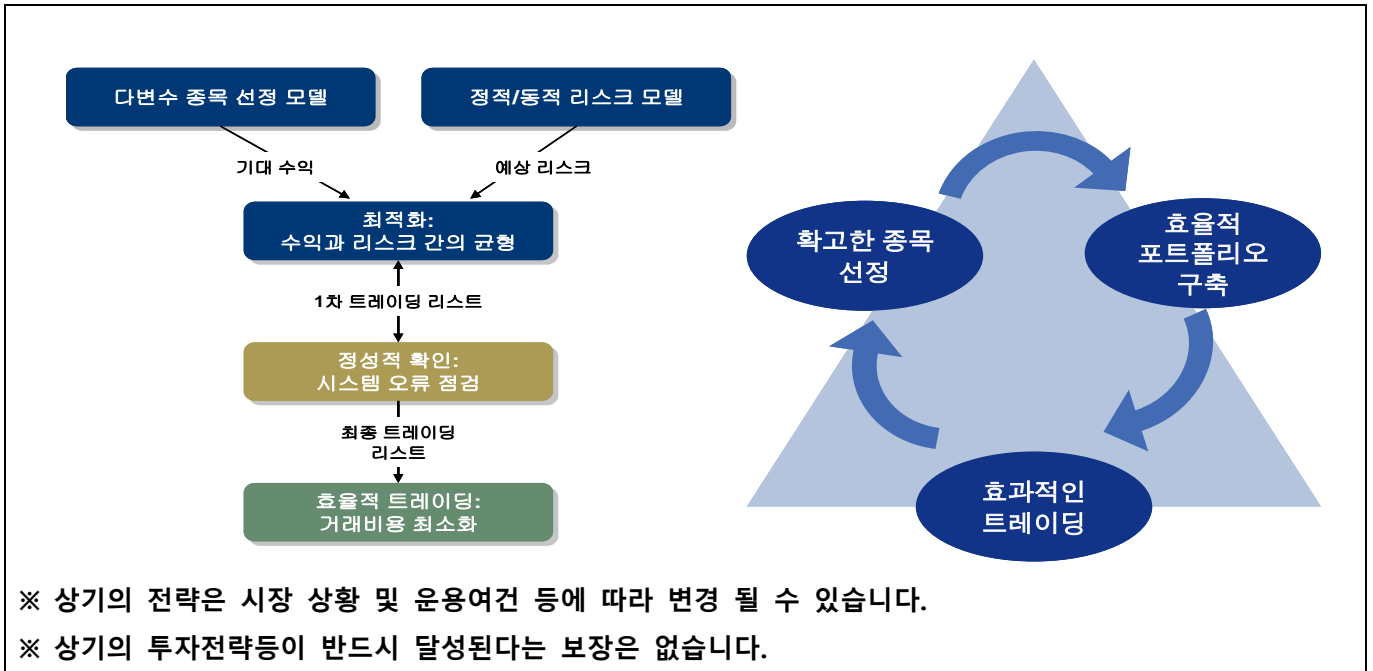 다변수 종목 선정 모델
정적/동적 리스크 모델
기대 수익
예상 리스크
최적화:
수익과 리스크 간의 균형
1차 트레이딩 리스트
정성적 확인:
시스템 오류 점검
최종 트레이딩
리스트
효율적 트레이딩:
거래비용 최소화
확고한 종목
선정
효율적
포트폴리오
구축
효과적인
트레이딩
※ 상기의 전략은 시장 상황 및 운용여건 등에 따라 변경 될 수 있습니다.
※ 상기의 투자전략등이 반드시 달성된다는 보장은 없습니다.